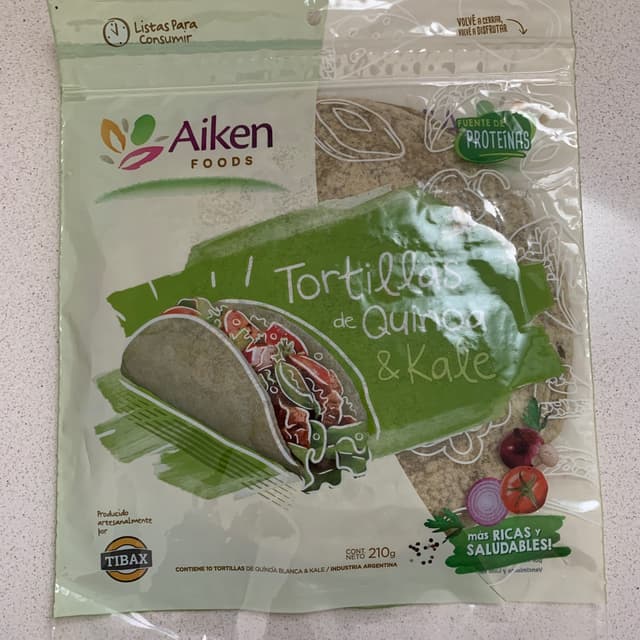 Listas Para
Consumir
VOLVÉ A CERRAR,
VOLVÉ A DISFRUTAR
Aiken
FOODS
FUENTE DE
PROTEÍNAS
Tortillas
de Quinoa
& Kale
Producido
artesanalmente
por
TIBAX
CONT.
NETO 210g
CONTIENE 10 TORTILLAS DE QUINOA BLANCA & KALE / INDUSTRIA ARGENTINA
más RICAS y
SALUDABLES!